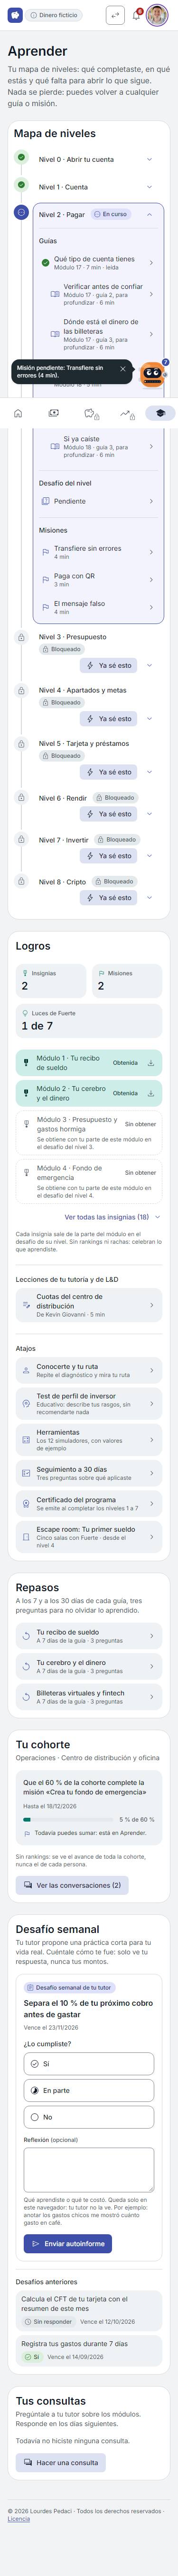 Dinero ficticio
8
Aprender
Tu mapa de niveles: qué completaste, en qué
estás y qué falta para abrir lo que sigue.
Nada se pierde: puedes volver a cualquier
guía o misión.
Mapa de niveles
Nivel 0 · Abrir tu cuenta
Nivel 1 · Cuenta
Nivel 2 · Pagar
En curso
Guías
Qué tipo de cuenta tienes
Módulo 17 · 7 min · leída
Verificar antes de confiar
Módulo 17 · guía 2, para
profundizar · 6 min
Dónde está el dinero de
las billeteras
Módulo 17 · guía 3, para
profundizar · 6 min
Misión pendiente: Transfiere sin
errores (4 min).
7
Si ya caíste
Módulo 18 · guía 3, para
profundizar · 6 min
Desafío del nivel
Pendiente
Misiones
Transfiere sin errores
4 min
Paga con QR
3 min
El mensaje falso
4 min
Nivel 3 · Presupuesto
Bloqueado
Ya sé esto
Nivel 4 · Apartados y metas
Bloqueado
Ya sé esto
Nivel 5 · Tarjeta y préstamos
Bloqueado
Ya sé esto
Nivel 6 · Rendir
Bloqueado
Ya sé esto
Nivel 7 · Invertir
Bloqueado
Ya sé esto
Nivel 8 · Cripto
Bloqueado
Ya sé esto
Logros
Insignias
2
Misiones
2
Luces de Fuerte
1 de 7
Módulo 1 · Tu recibo
de sueldo
Obtenida
Módulo 2 · Tu cerebro
y el dinero
Obtenida
Módulo 3 · Presupuesto y
gastos hormiga
Sin obtener
Se obtiene con la parte de este módulo en
el desafío del nivel 3.
Módulo 4 · Fondo de
emergencia
Sin obtener
Se obtiene con la parte de este módulo en
el desafío del nivel 4.
Ver todas las insignias (18)
Cada insignia sale de la parte del módulo en el
desafío de su nivel. Sin rankings ni rachas: celebran lo
que aprendiste.
Lecciones de tu tutoría y de L&D
Cuotas del centro de
distribución
De Kevin Giovanni · 5 min
Atajos
Conocerte y tu ruta
Repite el diagnóstico y mira tu ruta
Test de perfil de inversor
Educativo: describe tus rasgos, sin
recomendarte nada
Herramientas
Los 12 simuladores, con valores
de ejemplo
Seguimiento a 30 días
Tres preguntas sobre qué aplicaste
Certificado del programa
Se emite al completar los niveles 1 a 7
Escape room: Tu primer sueldo
Cinco salas con Fuerte · desde el
nivel 4
Repasos
A los 7 y a los 30 días de cada guía, tres
preguntas para no olvidar lo aprendido.
Tu recibo de sueldo
A 7 días de la guía · 3 preguntas
Tu cerebro y el dinero
A 7 días de la guía · 3 preguntas
Billeteras virtuales y fintech
A 7 días de la guía · 3 preguntas
Tu cohorte
Operaciones · Centro de distribución y oficina
Que el 60 % de la cohorte complete la
misión «Crea tu fondo de emergencia»
Hasta el 18/12/2026
5 % de 60 %
Todavía puedes sumar: está en Aprender.
Sin rankings: se ve el avance de toda la cohorte,
nunca el de cada persona.
Ver las conversaciones (2)
Desafío semanal
Tu tutor propone una práctica corta para tu
vida real. Cuéntale cómo te fue: solo ve tu
respuesta, nunca tus montos.
Desafío semanal de tu tutor
Separa el 10 % de tu próximo cobro
antes de gastar
Vence el 23/11/2026
¿Lo cumpliste?
Sí
En parte
No
Reflexión (opcional)
Qué aprendiste o qué te costó. Queda solo en
este navegador: tu tutor no la ve. Por ejemplo:
anotar los gastos chicos me mostró cuánto
gasto en café.
Enviar autoinforme
Desafíos anteriores
Calcula el CFT de tu tarjeta con el
resumen de este mes
Sin responder
Vence el 12/10/2026
Registra tus gastos durante 7 días
Sí
Vence el 14/09/2026
Tus consultas
Pregúntale a tu tutor sobre los módulos.
Responde en los días siguientes.
Todavía no hiciste ninguna consulta.
Hacer una consulta
© 2026 Lourdes Pedaci · Todos los derechos reservados ·
Licencia